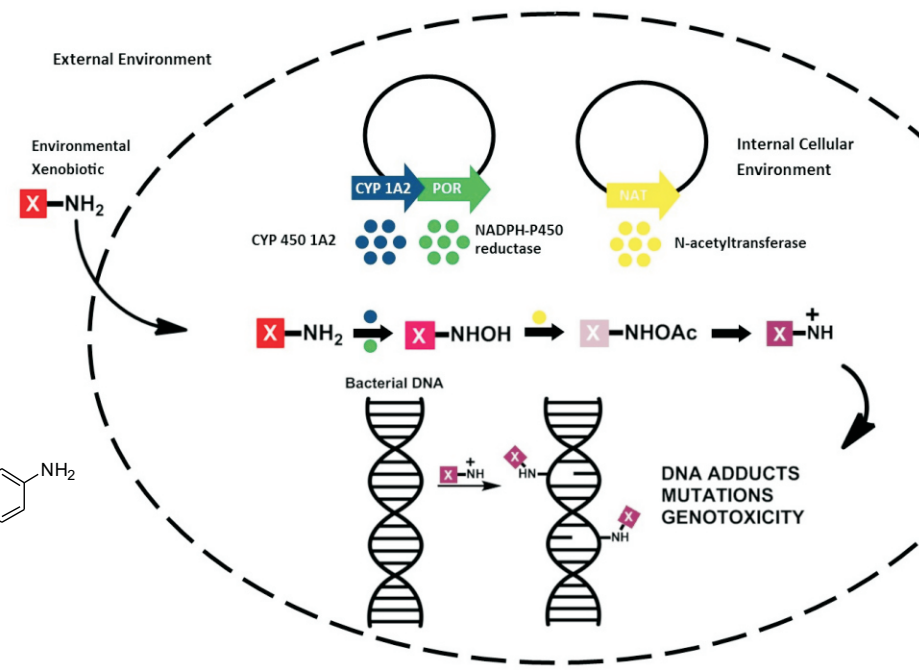 External Environment
Environmental
Xenobiotic
X-NH₂
CYP 1A2 POR
NAT
Internal Cellular
Environment
CYP 450 1A2
NADPH-P450
reductase
N-acetyltransferase
X-NH₂ X-NHOH X-NHOAc X-NH
+
Bacterial DNA
NH₂
X-NH
+
X
HN
X
NH
DNA ADDUCTS
MUTATIONS
GENOTOXICITY